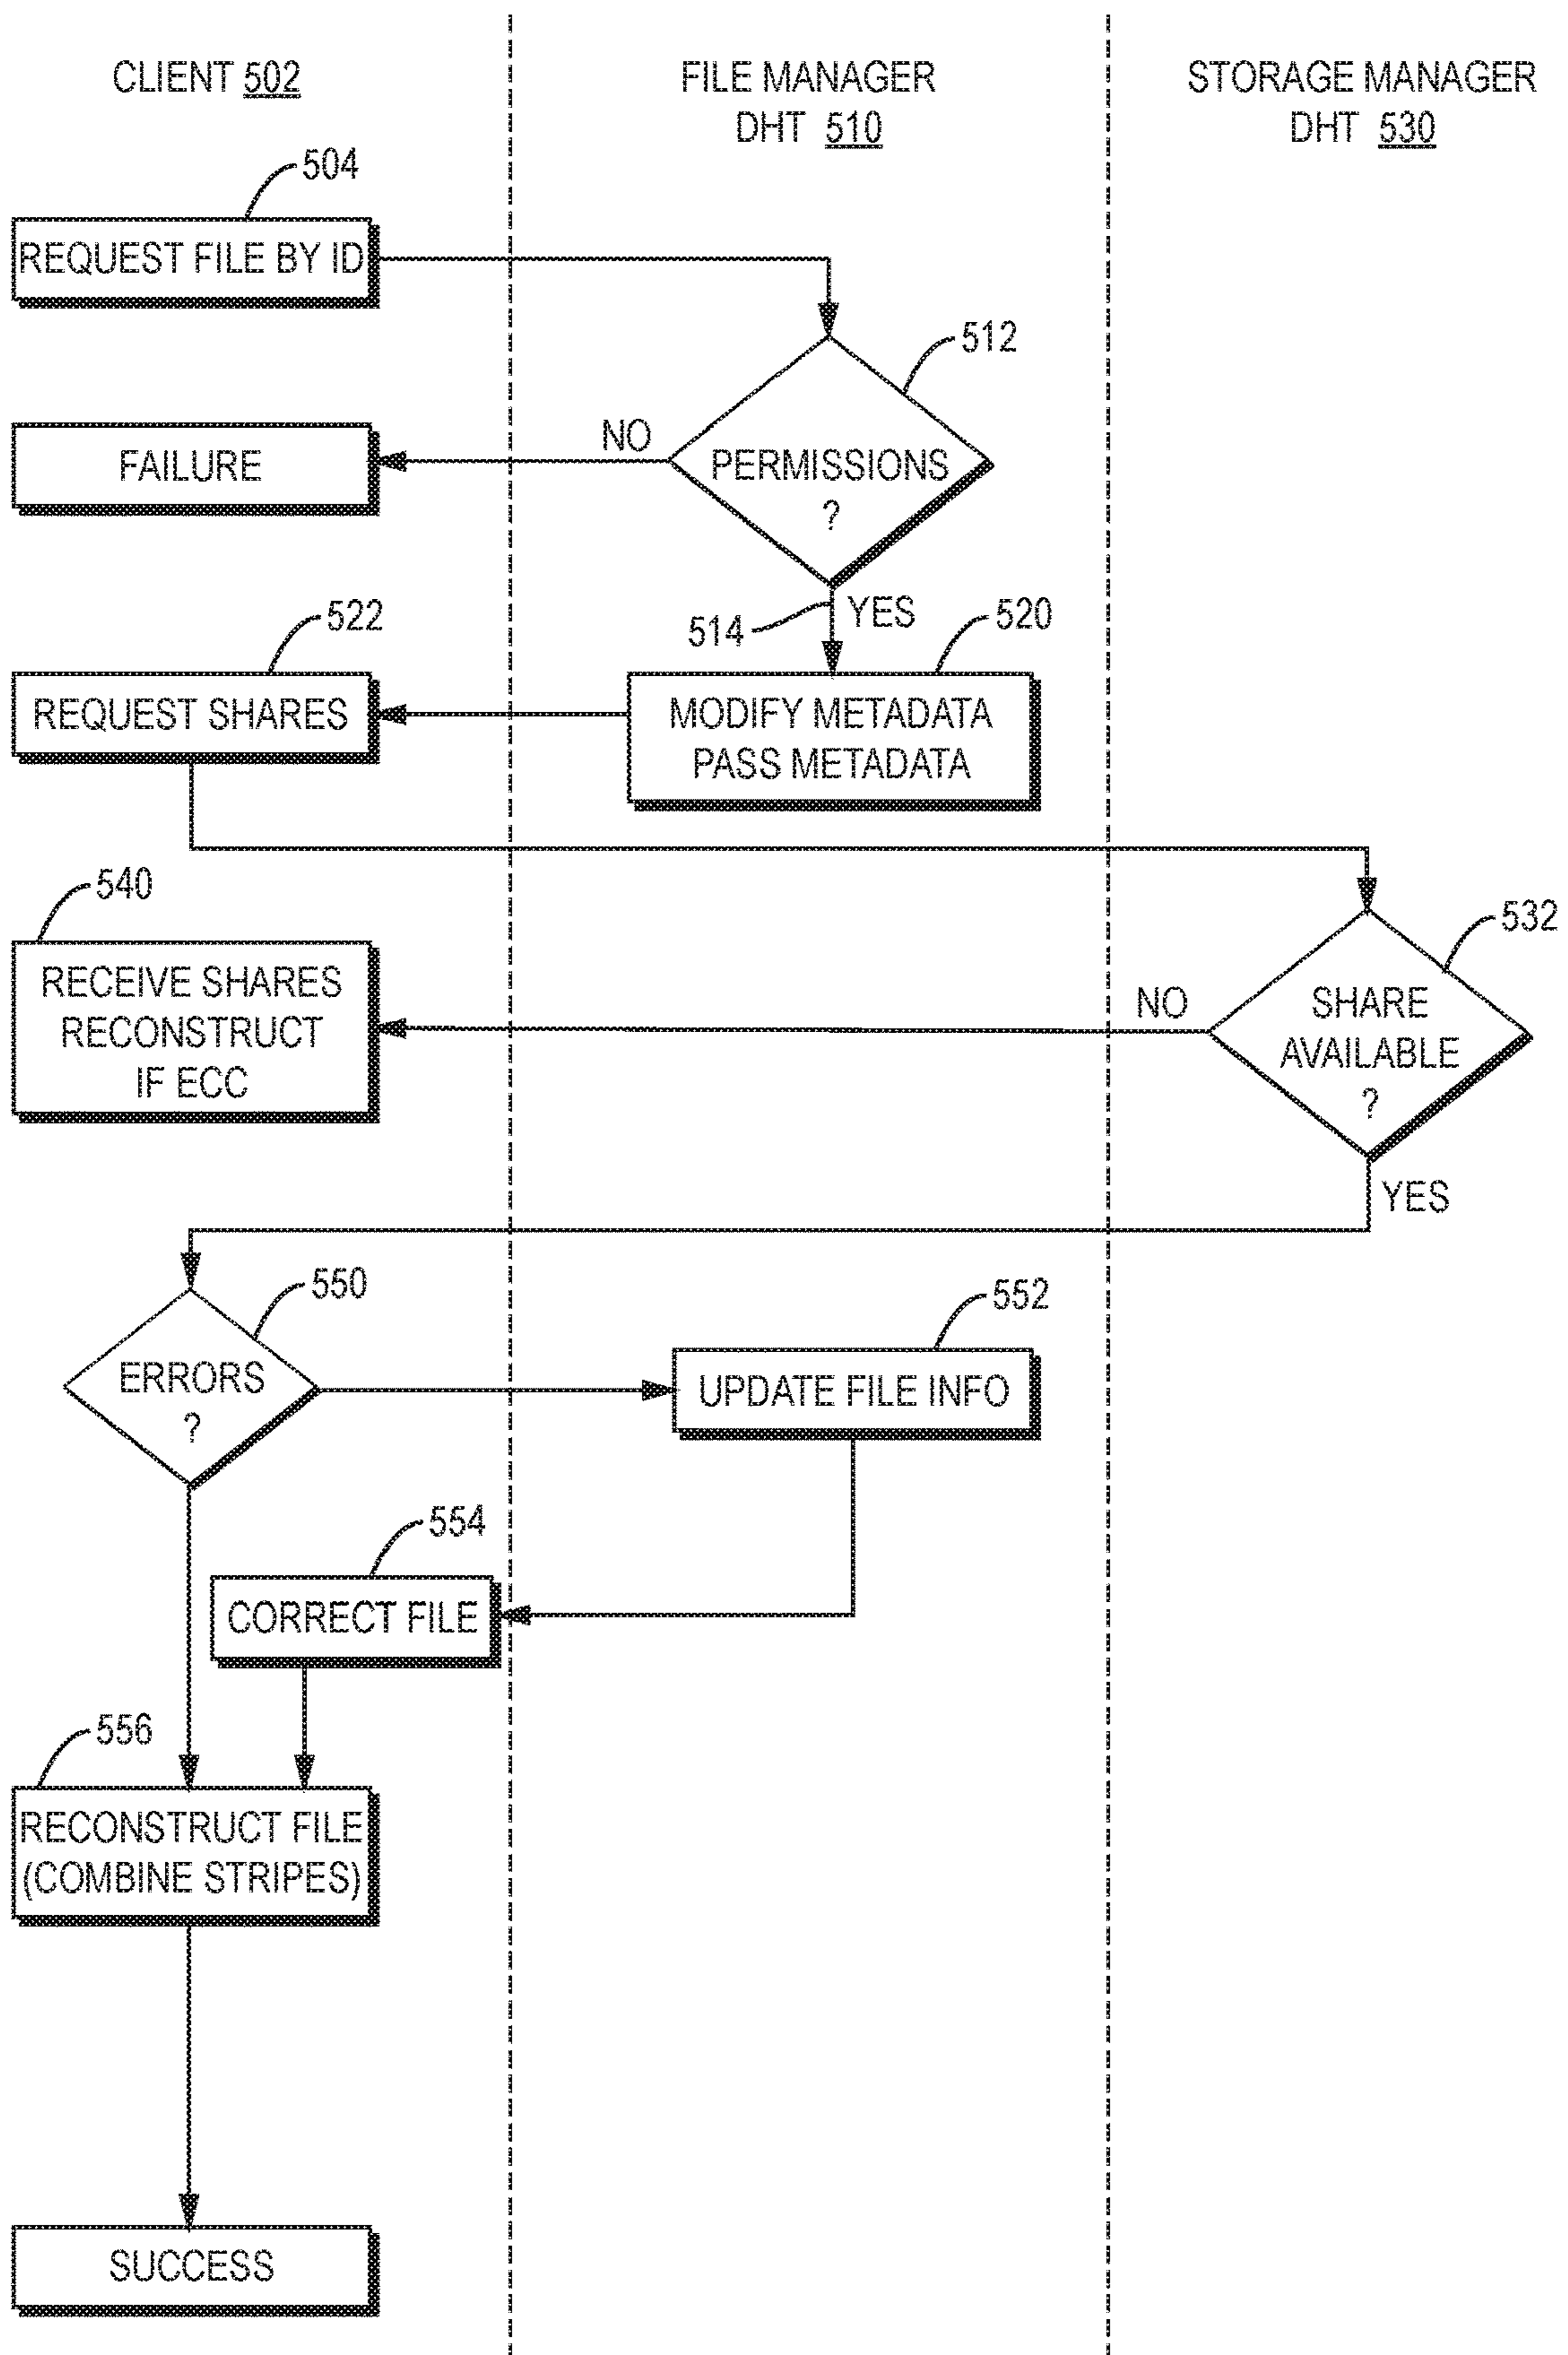 CLIENT 502
FILE MANAGER
DHT 510
STORAGE MANAGER
DHT 530
504
REQUEST FILE BY ID
512
PERMISSIONS
?
NO
FAILURE
514
YES
520
MODIFY METADATA
PASS METADATA
522
REQUEST SHARES
532
SHARE
AVAILABLE
?
NO
540
RECEIVE SHARES
RECONSTRUCT
IF ECC
YES
550
ERRORS
?
552
UPDATE FILE INFO
554
CORRECT FILE
556
RECONSTRUCT FILE
(COMBINE STRIPES)
SUCCESS